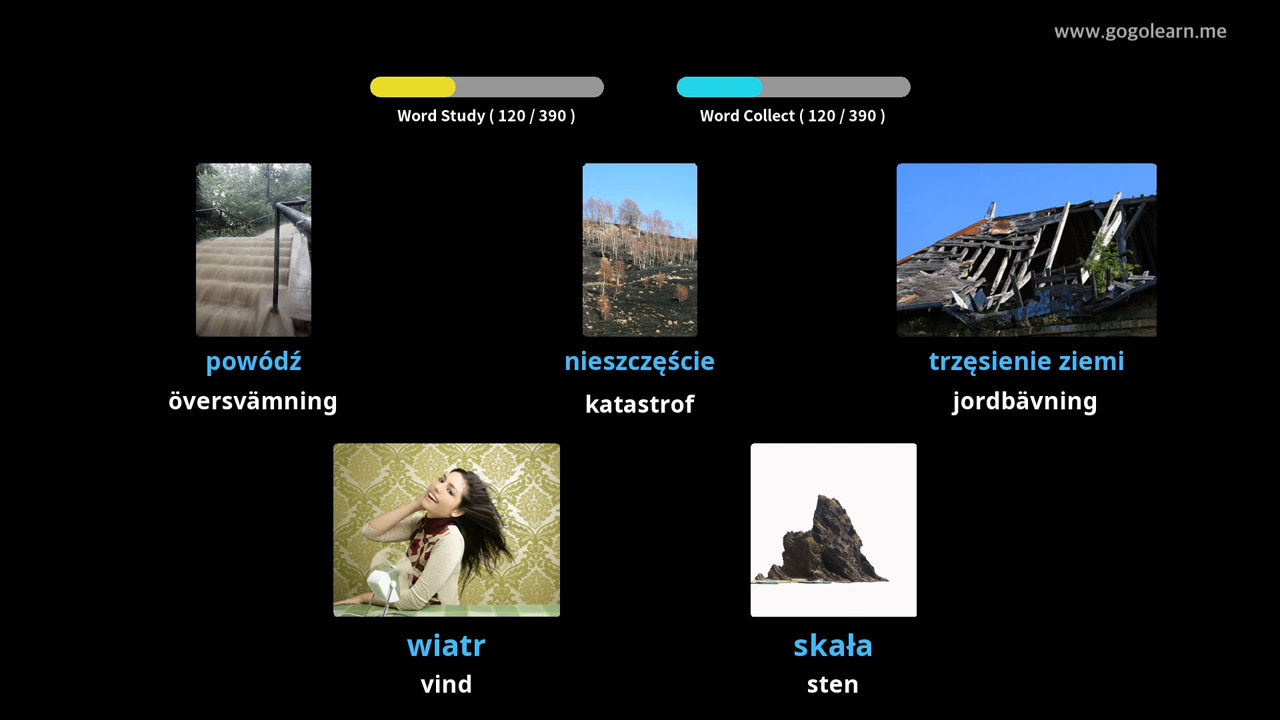 www.gogolearn.me
Word Study ( 120 / 390 )
Word Collect ( 120 / 390 )
powódź
nieszczęście
trzęsienie ziemi
översvämning
katastrof
jordbävning
wiatr
skała
vind
sten